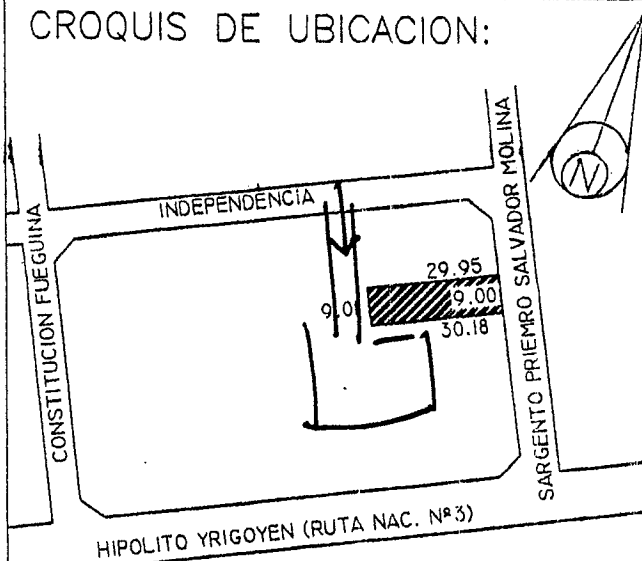 CROQUIS DE UBICACION:
N
INDEPENDENCIA
CONSTITUCION FUEGUINA
SARGENTO PRIEMRO SALVADOR MOLINA
29.95
9.0
9.00
30.18
HIPOLITO YRIGOYEN (RUTA NAC. Nº3)